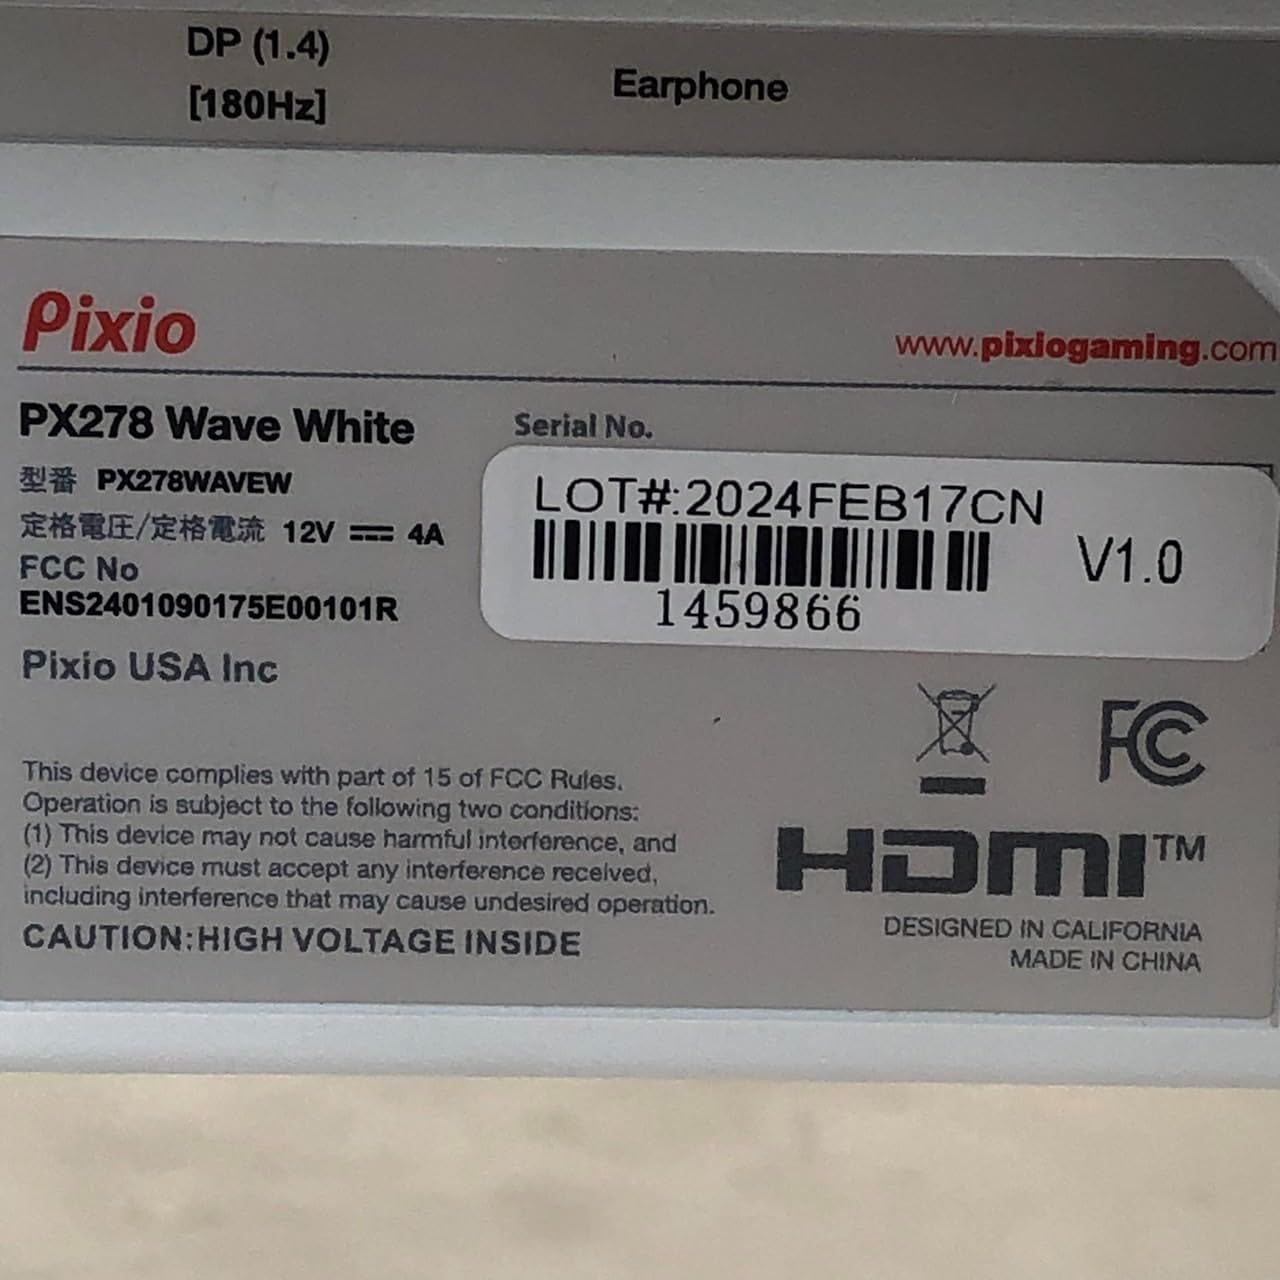 DP (1.4)
[180Hz]
Earphone
Pixio
www.pixiogaming.com
PX278 Wave White
型番 PX278WAVEW
定格電圧/定格電流 12V ⎓ 4A
FCC No
ENS2401090175E00101R
Pixio USA Inc
Serial No.
LOT#:2024FEB17CN
V1.0
1459866
This device complies with part of 15 of FCC Rules.
Operation is subject to the following two conditions:
(1) This device may not cause harmful interference, and
(2) This device must accept any interference received,
including interference that may cause undesired operation.
CAUTION:HIGH VOLTAGE INSIDE
FC
HDMI™
DESIGNED IN CALIFORNIA
MADE IN CHINA